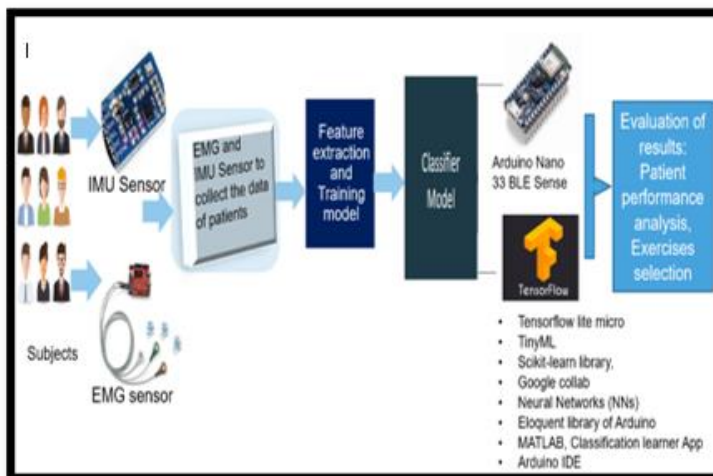 I
IMU Sensor
Subjects
EMG sensor
EMG and
IMU Sensor to
collect the data
of patients
Feature
extraction
and
Training
model
Classifier
Model
Arduino Nano
33 BLE Sense
TensorFlow
• Tensorflow lite micro
• TinyML
• Scikit-learn library,
• Google collab
• Neural Networks (NNs)
• Eloquent library of Arduino
• MATLAB, Classification learner App
• Arduino IDE
Evaluation of
results:
Patient
performance
analysis,
Exercises
selection